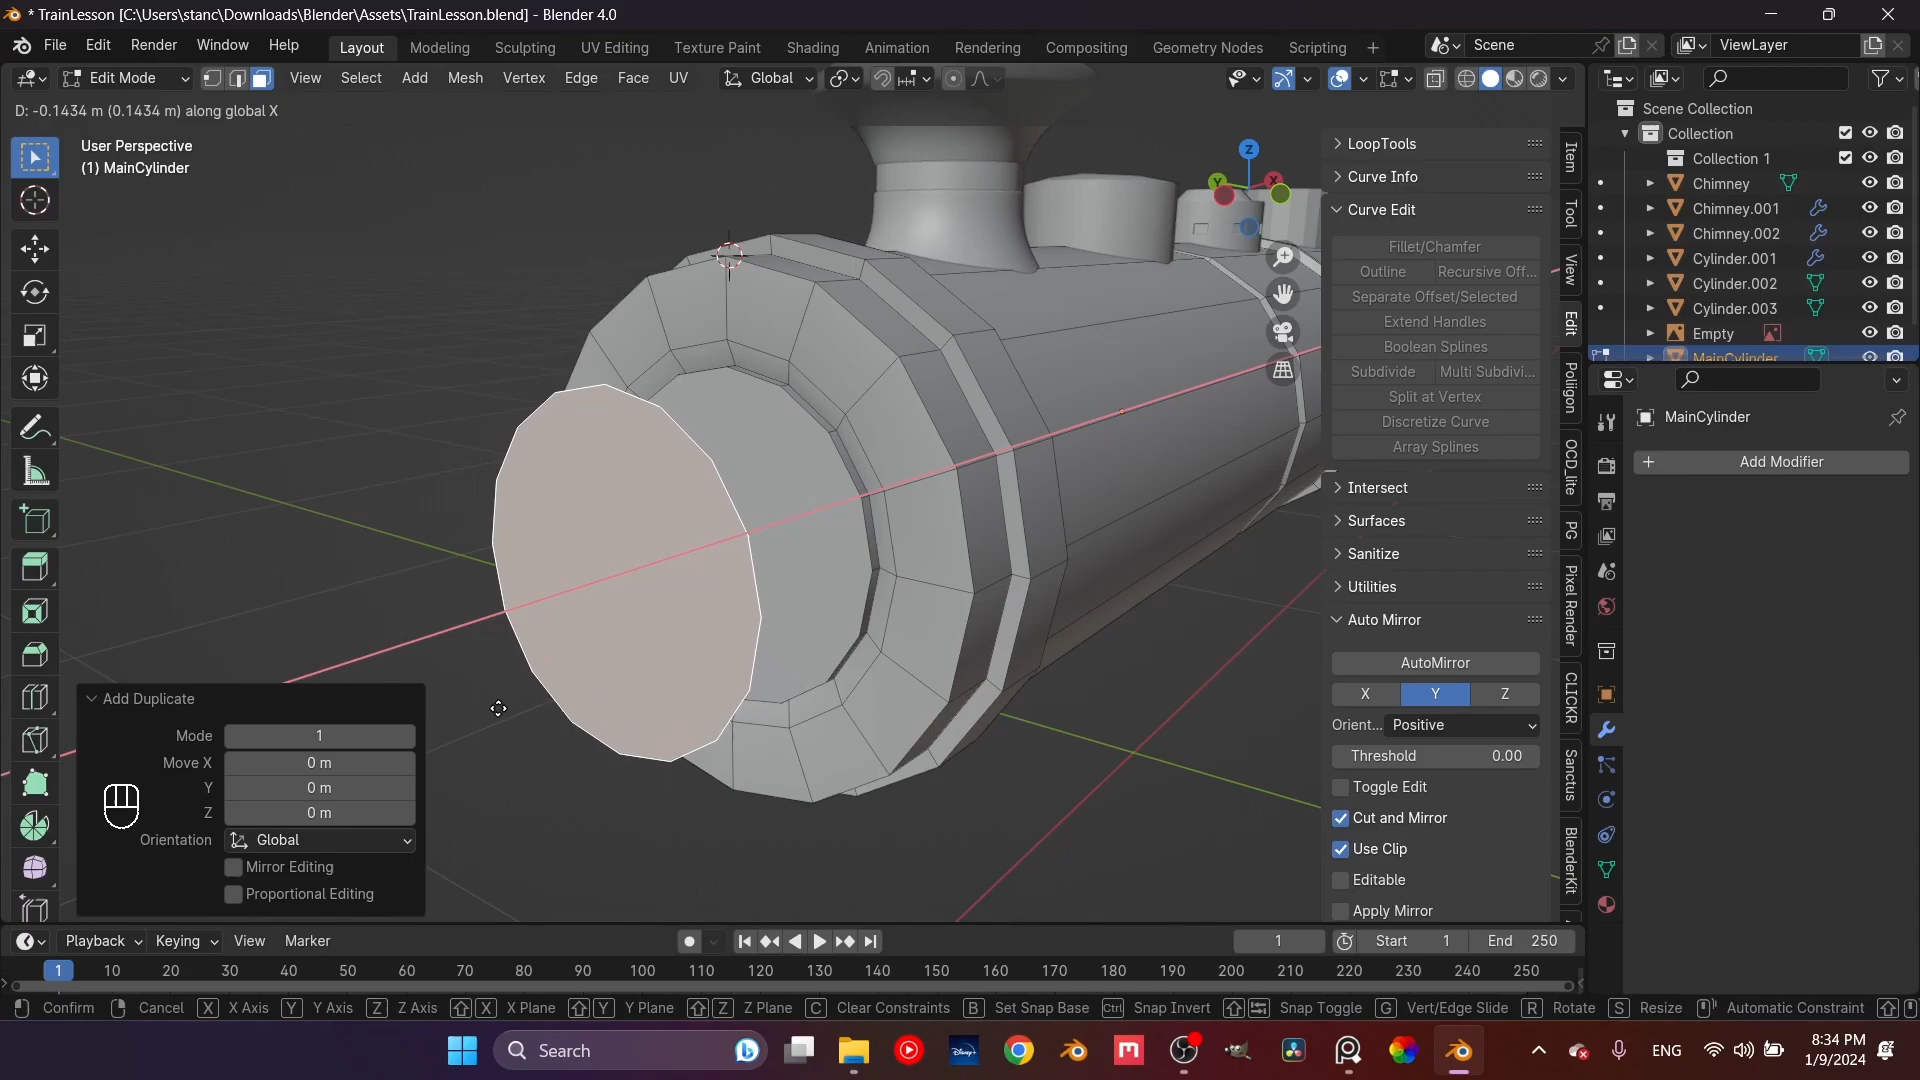 * TrainLesson [C:\Users\stanc\Downloads\Blender\Assets\TrainLesson.blend] - Blender 4.0
File Edit Render Window Help Layout Modeling Sculpting UV Editing Texture Paint Shading Animation Rendering Compositing Geometry Nodes Scripting + Scene ViewLayer
Edit Mode View Select Add Mesh Vertex Edge Face UV Global
D: -0.1434 m (0.1434 m) along global X
User Perspective
(1) MainCylinder
Z
Y
X
LoopTools
Curve Info
Curve Edit
Fillet/Chamfer
Outline Recursive Off...
Separate Offset/Selected
Extend Handles
Boolean Splines
Subdivide Multi Subdivi...
Split at Vertex
Discretize Curve
Array Splines
Intersect
Surfaces
Sanitize
Utilities
Auto Mirror
AutoMirror
X Y Z
Orient... Positive
Threshold 0.00
Toggle Edit
Cut and Mirror
Use Clip
Editable
Apply Mirror
Item
Tool
View
Edit
Poliigon
OCD_lite
PG
Pixel Render
CLICKR
Sanctus
BlenderKit
Scene Collection
Collection
Collection 1
Chimney
Chimney.001
Chimney.002
Cylinder.001
Cylinder.002
Cylinder.003
Empty
MainCylinder
MainCylinder
+ Add Modifier
Add Duplicate
Mode 1
Move X 0 m
Y 0 m
Z 0 m
Orientation Global
Mirror Editing
Proportional Editing
Playback Keying View Marker 1 Start 1 End 250
1 10 20 30 40 50 60 70 80 90 100 110 120 130 140 150 160 170 180 190 200 210 220 230 240 250
Confirm Cancel X X Axis Y Y Axis Z Z Axis X X Plane Y Y Plane Z Z Plane C Clear Constraints B Set Snap Base Ctrl Snap Invert Snap Toggle G Vert/Edge Slide R Rotate S Resize Automatic Constraint
Search Disney+ ENG 8:34 PM
1/9/2024